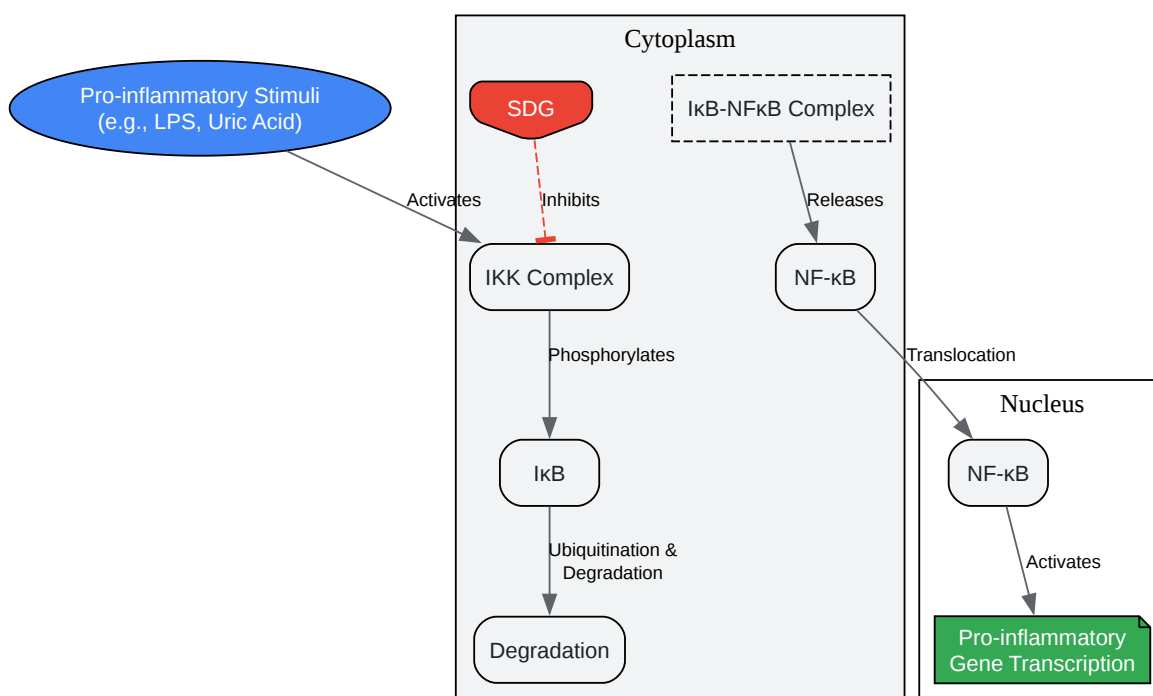 Cytoplasm
Pro-inflammatory Stimuli
(e.g., LPS, Uric Acid)
SDG
IκB-NFκB Complex
Activates
Inhibits
Releases
IKK Complex
NF-κB
Phosphorylates
Translocation
Nucleus
IκB
NF-κB
Ubiquitination &
Degradation
Activates
Degradation
Pro-inflammatory
Gene Transcription